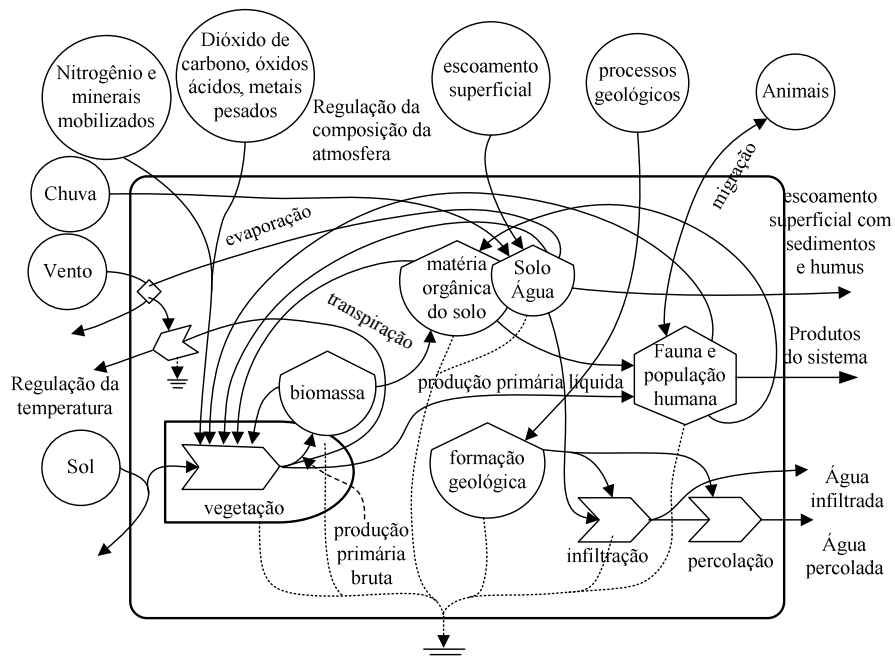 Nitrogênio e
minerais
mobilizados
Dióxido de
carbono, óxidos
ácidos, metais
pesados
Regulação da
composição da
atmosfera
escoamento
superficial
processos
geológicos
Animais
migração
Chuva
Vento
evaporação
transpiração
matéria
orgânica
do solo
Solo
Água
escoamento
superficial com
sedimentos
e humus
Produtos
do sistema
Fauna e
população
humana
Regulação da
temperatura
biomassa
produção primária líquida
Sol
vegetação
produção
primária
bruta
formação
geológica
infiltração
percolação
Água
infiltrada
Água
percolada